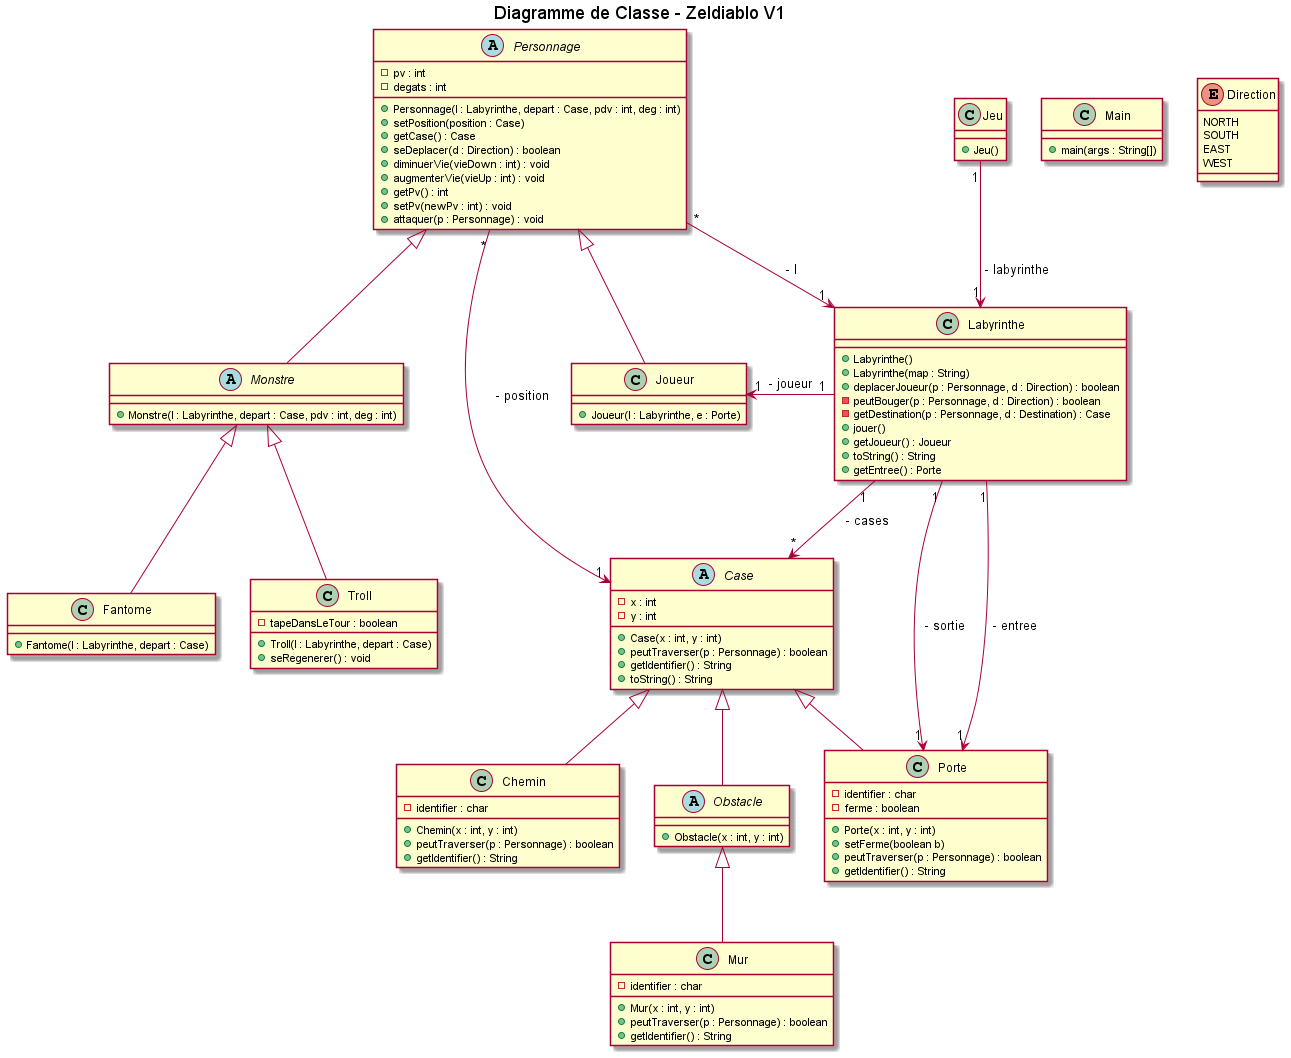 Diagramme de Classe - Zeldiablo V1
A Personnage
pv : int
degats : int
Personnage(l : Labyrinthe, depart : Case, pdv : int, deg : int)
setPosition(position : Case)
getCase() : Case
seDeplacer(d : Direction) : boolean
diminuerVie(vieDown : int) : void
augmenterVie(vieUp : int) : void
getPv() : int
setPv(newPv : int) : void
attaquer(p : Personnage) : void
C Jeu
Jeu()
C Main
main(args : String[])
E Direction
NORTH
SOUTH
EAST
WEST
*
- l
1
1
- labyrinthe
1
*
- position
1
A Monstre
Monstre(l : Labyrinthe, depart : Case, pdv : int, deg : int)
C Joueur
Joueur(l : Labyrinthe, e : Porte)
1 - joueur 1
C Labyrinthe
Labyrinthe()
Labyrinthe(map : String)
deplacerJoueur(p : Personnage, d : Direction) : boolean
peutBouger(p : Personnage, d : Direction) : boolean
getDestination(p : Personnage, d : Destination) : Case
jouer()
getJoueur() : Joueur
toString() : String
getEntree() : Porte
1
- cases
*
1
- sortie
1
1
- entree
1
C Fantome
Fantome(l : Labyrinthe, depart : Case)
C Troll
tapeDansLeTour : boolean
Troll(l : Labyrinthe, depart : Case)
seRegenerer() : void
A Case
x : int
y : int
Case(x : int, y : int)
peutTraverser(p : Personnage) : boolean
getIdentifier() : String
toString() : String
C Chemin
identifier : char
Chemin(x : int, y : int)
peutTraverser(p : Personnage) : boolean
getIdentifier() : String
A Obstacle
Obstacle(x : int, y : int)
C Porte
identifier : char
ferme : boolean
Porte(x : int, y : int)
setFerme(boolean b)
peutTraverser(p : Personnage) : boolean
getIdentifier() : String
C Mur
identifier : char
Mur(x : int, y : int)
peutTraverser(p : Personnage) : boolean
getIdentifier() : String